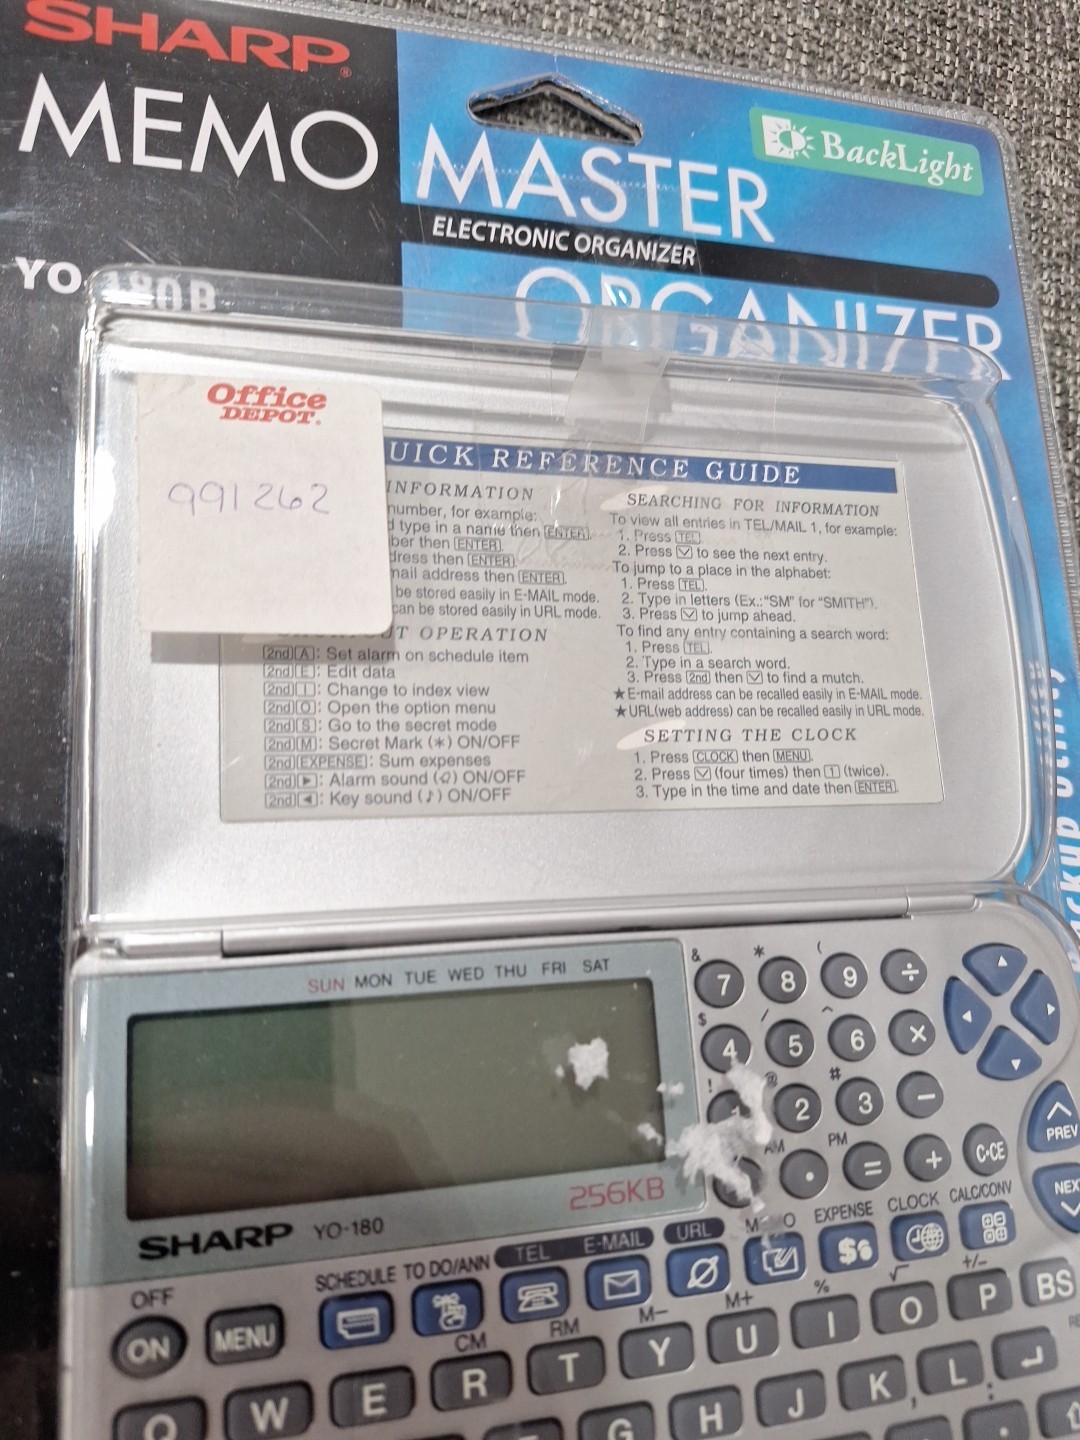 SHARP®
MEMO MASTER
BackLight
ELECTRONIC ORGANIZER
YO-180B
ORGANIZER
Office
DEPOT.
991262
UICK REFERENCE GUIDE
INFORMATION
number, for example:
type in a name then ENTER.
ber then ENTER.
dress then ENTER.
mail address then ENTER.
be stored easily in E-MAIL mode.
can be stored easily in URL mode.
SHORTCUT OPERATION
2nd A: Set alarm on schedule item
2nd E: Edit data
2nd I: Change to index view
2nd O: Open the option menu
2nd S: Go to the secret mode
2nd M: Secret Mark (*) ON/OFF
2nd EXPENSE: Sum expenses
2nd ▶: Alarm sound ON/OFF
2nd ◀: Key sound (♪) ON/OFF
SEARCHING FOR INFORMATION
To view all entries in TEL/MAIL 1, for example:
1. Press TEL.
2. Press ∨ to see the next entry.
To jump to a place in the alphabet:
1. Press TEL.
2. Type in letters (Ex.:"SM" for "SMITH").
3. Press ∨ to jump ahead.
To find any entry containing a search word:
1. Press TEL.
2. Type in a search word.
3. Press 2nd then ∨ to find a mutch.
★E-mail address can be recalled easily in E-MAIL mode.
★URL(web address) can be recalled easily in URL mode.
SETTING THE CLOCK
1. Press CLOCK then MENU.
2. Press ∨ (four times) then 1 (twice).
3. Type in the time and date then ENTER.
SUN MON TUE WED THU FRI SAT
& * (
7 8 9 ÷
$ / ^
4 5 6 ×
! @ #
1 2 3 −
AM PM
. = + C·CE
PREV
NEXT
256KB
SHARP YO-180
SCHEDULE TO DO/ANN TEL E-MAIL URL MEMO EXPENSE CLOCK CALC/CONV
OFF
ON MENU
CM RM M− M+ % √ +/−
Q W E R T Y U I O P BS
G H J K L
, ;